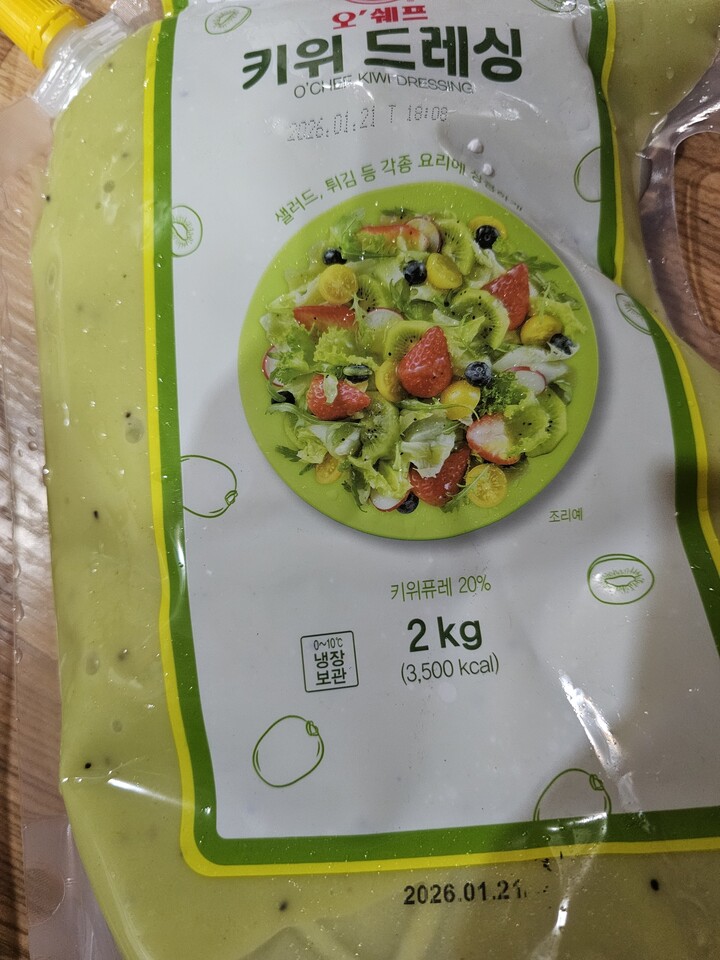 오'쉐프
키위 드레싱
O'CHEF KIWI DRESSING
2026.01.21 T 18:08
샐러드, 튀김 등 각종 요리에
조리예
키위퓨레 20%
2 kg
(3,500 kcal)
0~10℃
냉장
보관
2026.01.21.